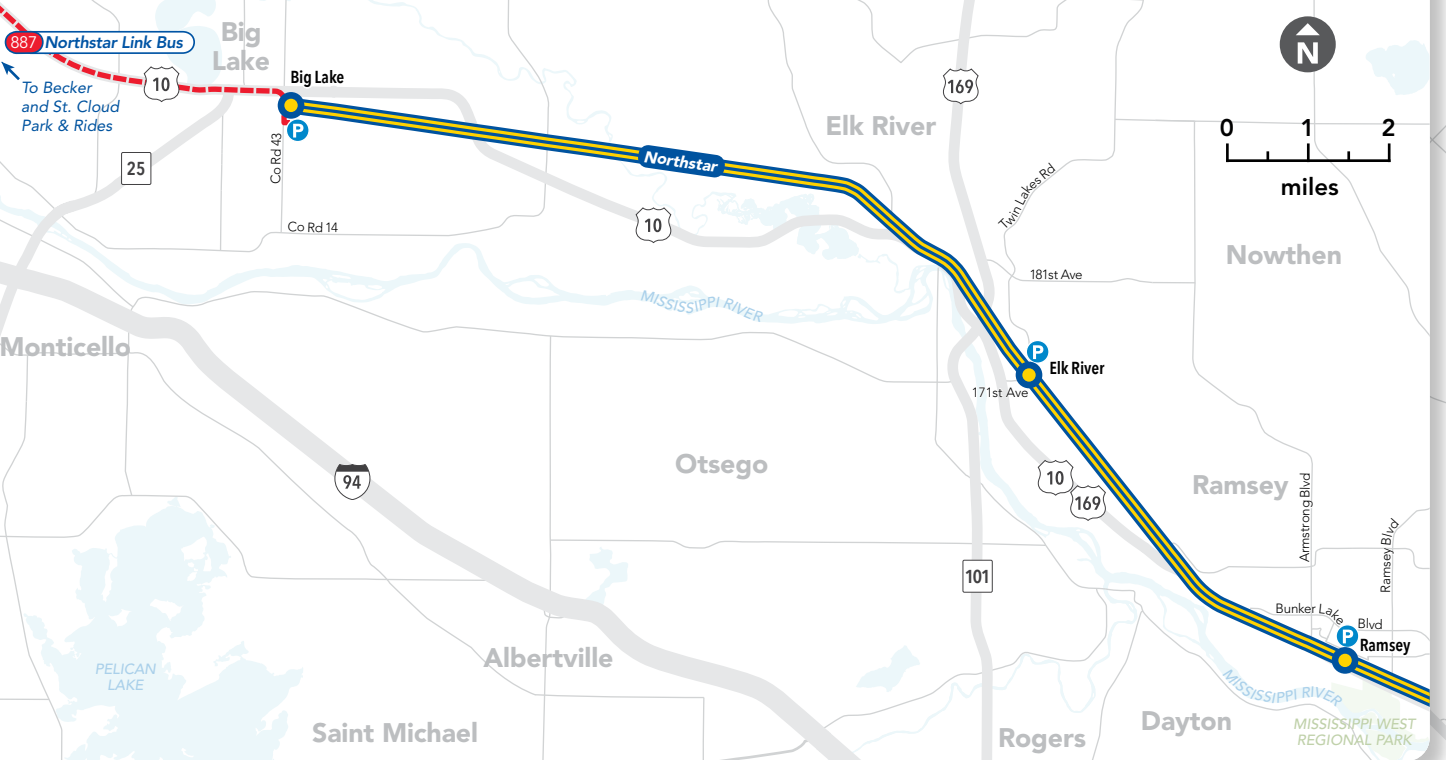 887 Northstar Link Bus
To Becker
and St. Cloud
Park & Rides
Big
Lake
10
Big Lake
P
25
Co Rd 43
Co Rd 14
Northstar
10
Elk River
169
N
0 1 2
miles
Twin Lakes Rd
Nowthen
181st Ave
MISSISSIPPI RIVER
Monticello
P
Elk River
171st Ave
94
Otsego
10
169
Ramsey
Armstrong Blvd
Ramsey Blvd
101
Bunker Lake Blvd
P
Ramsey
PELICAN
LAKE
Albertville
Saint Michael
MISSISSIPPI RIVER
Dayton
Rogers
MISSISSIPPI WEST
REGIONAL PARK